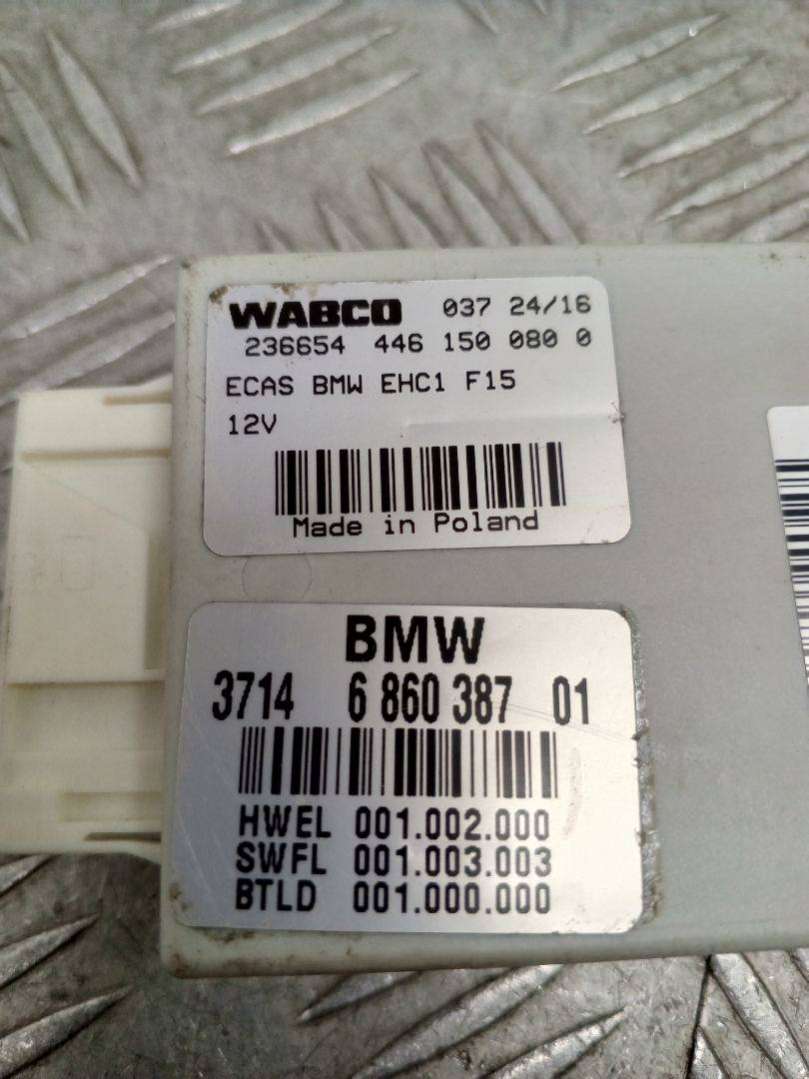 WABCO 037 24/16
236654 446 150 080 0
ECAS BMW EHC1 F15
12V
Made in Poland
BMW
3714 6 860 387 01
HWEL 001.002.000
SWFL 001.003.003
BTLD 001.000.000